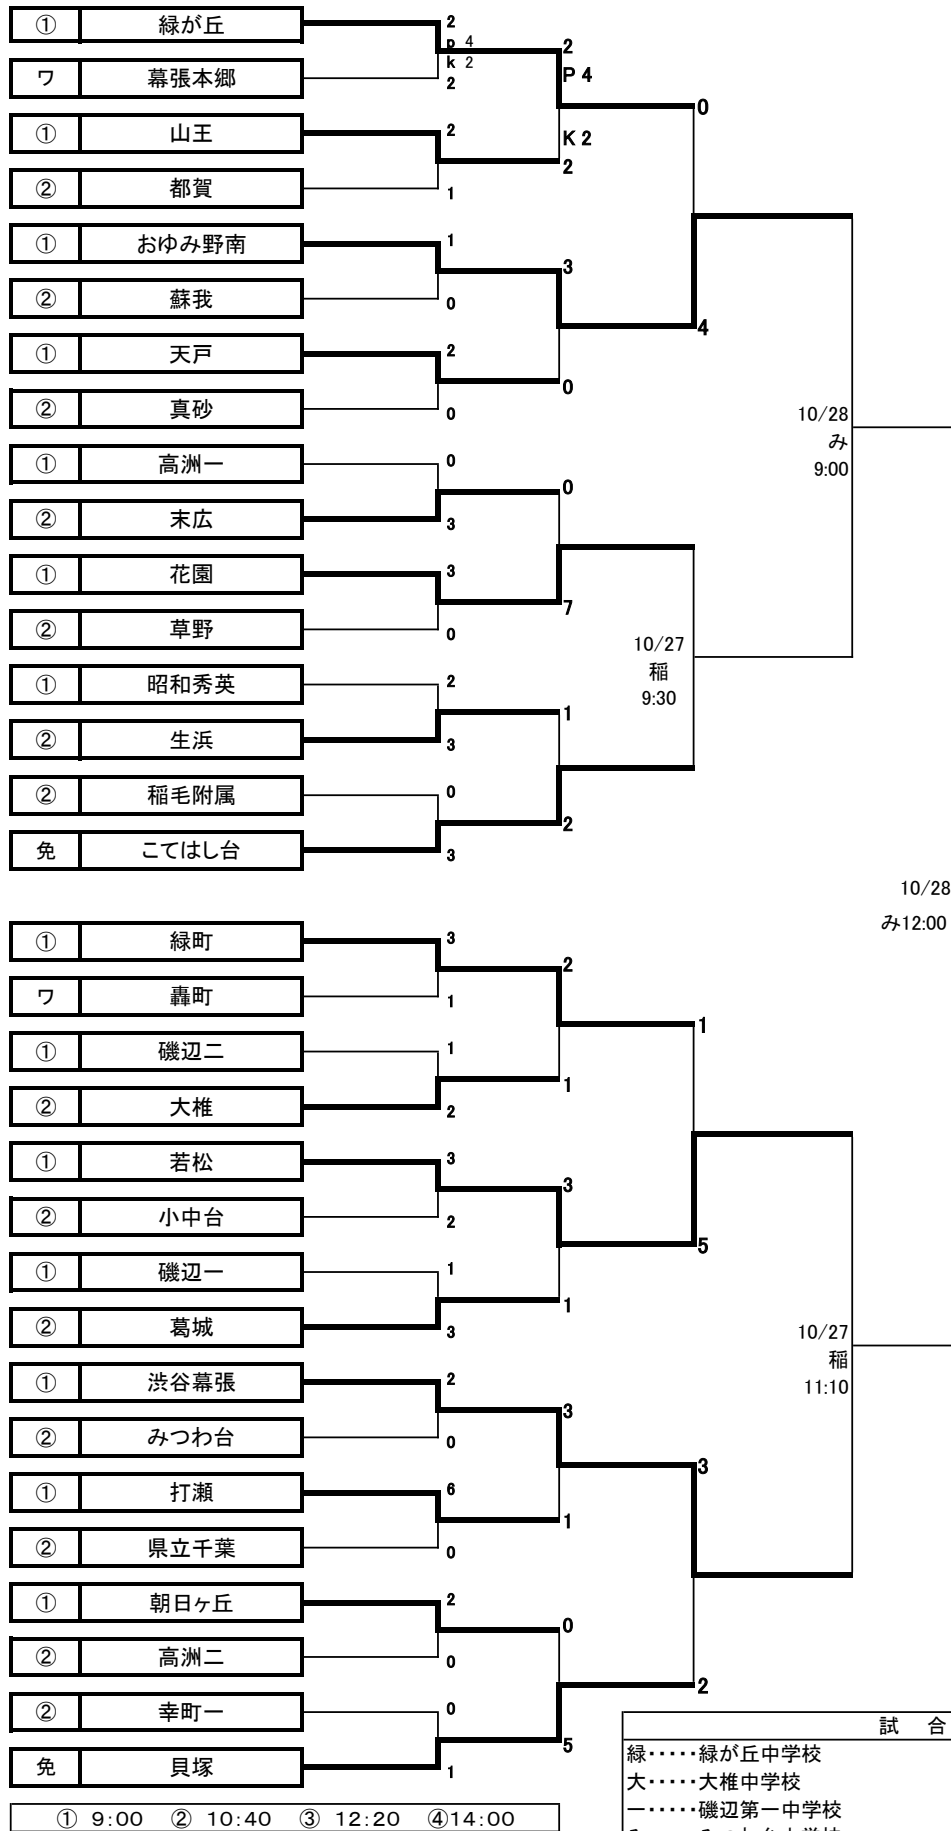 ① 緑が丘 2
p 4 2
k 2 P 4
ワ 幕張本郷 2
0
① 山王 2 K 2
2
② 都賀 1
① おゆみ野南 1
3
② 蘇我 0
4
① 天戸 2
0
② 真砂 0
10/28
み
9:00
① 高洲一 0
0
② 末広 3
① 花園 3
7
② 草野 0
10/27
稲
9:30
① 昭和秀英 2
1
② 生浜 3
② 稲毛附属 0
2
免 こてはし台 3
10/28
み12:00
① 緑町 3
2
ワ 轟町 1
1
① 磯辺二 1
1
② 大椎 2
① 若松 3
3
② 小中台 2
5
① 磯辺一 1
1
② 葛城 3
10/27
稲
11:10
① 渋谷幕張 2
3
② みつわ台 0
3
① 打瀬 6
1
② 県立千葉 0
① 朝日ヶ丘 2
0
② 高洲二 0
2
② 幸町一 0
5
免 貝塚 1
試 合
緑・・・・・緑が丘中学校
大・・・・・大椎中学校
一・・・・・磯辺第一中学校
① 9:00 ② 10:40 ③ 12:20 ④14:00